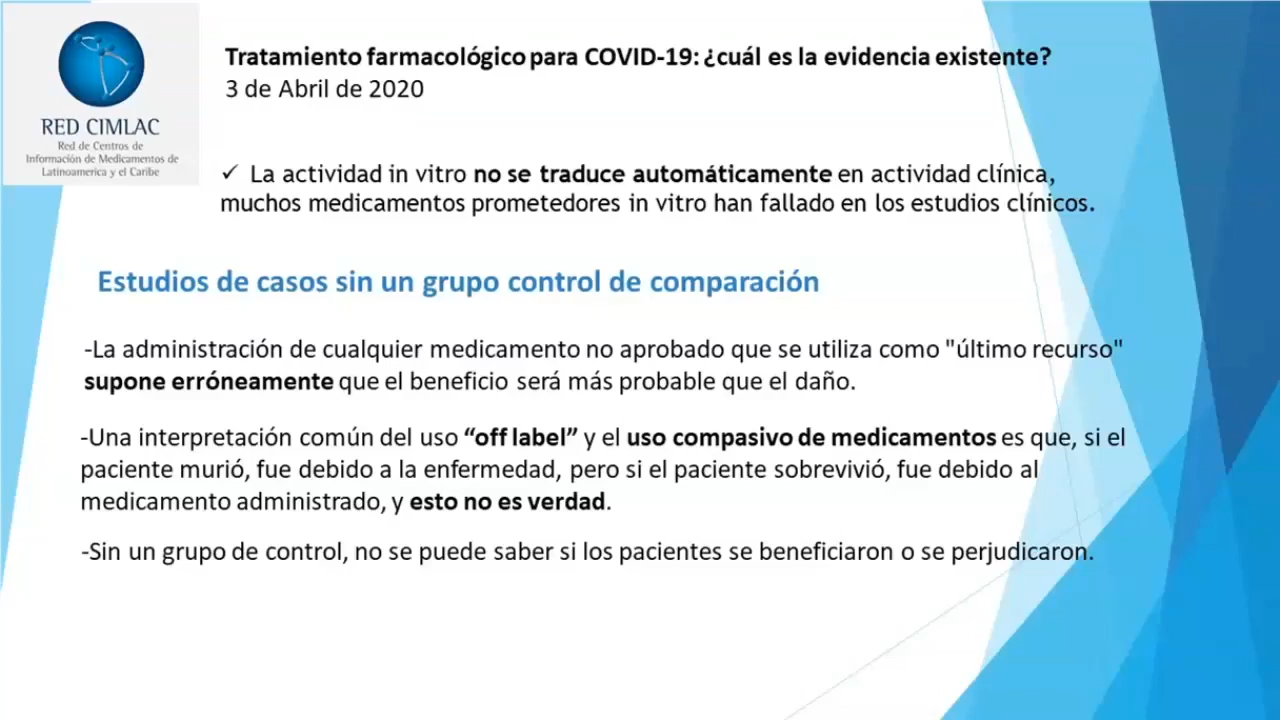 Tratamiento farmacológico para COVID-19: ¿cuál es la evidencia existente?
3 de Abril de 2020
RED CIMLAC
Red de Centros de
Información de Medicamentos de
Latinoamerica y el Caribe
✓ La actividad in vitro no se traduce automáticamente en actividad clínica,
muchos medicamentos prometedores in vitro han fallado en los estudios clínicos.
Estudios de casos sin un grupo control de comparación
-La administración de cualquier medicamento no aprobado que se utiliza como "último recurso"
supone erróneamente que el beneficio será más probable que el daño.
-Una interpretación común del uso “off label” y el uso compasivo de medicamentos es que, si el
paciente murió, fue debido a la enfermedad, pero si el paciente sobrevivió, fue debido al
medicamento administrado, y esto no es verdad.
-Sin un grupo de control, no se puede saber si los pacientes se beneficiaron o se perjudicaron.